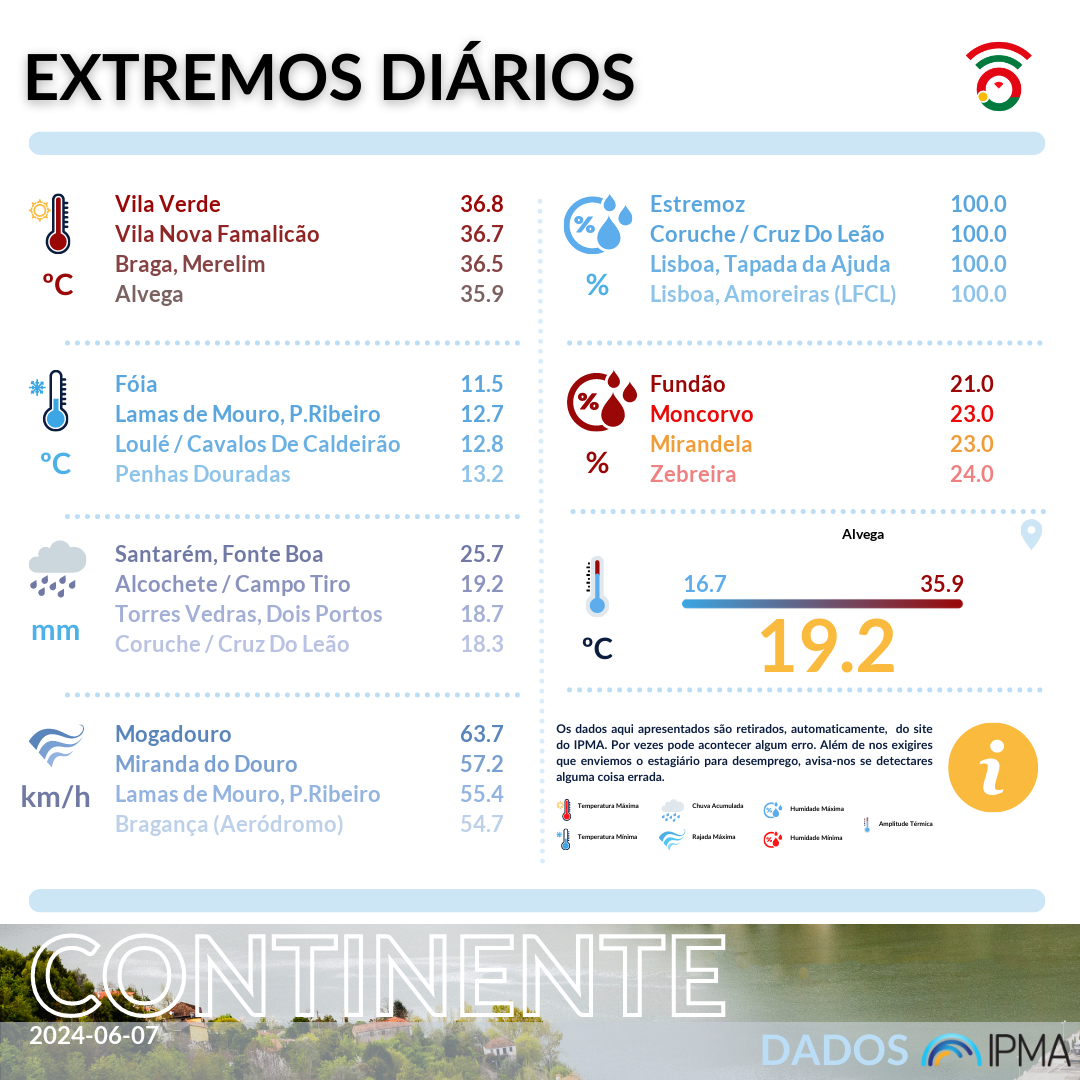 EXTREMOS DIÁRIOS
°C
Vila Verde 36.8
Vila Nova Famalicão 36.7
Braga, Merelim 36.5
Alvega 35.9
°C
Fóia 11.5
Lamas de Mouro, P.Ribeiro 12.7
Loulé / Cavalos De Caldeirão 12.8
Penhas Douradas 13.2
mm
Santarém, Fonte Boa 25.7
Alcochete / Campo Tiro 19.2
Torres Vedras, Dois Portos 18.7
Coruche / Cruz Do Leão 18.3
km/h
Mogadouro 63.7
Miranda do Douro 57.2
Lamas de Mouro, P.Ribeiro 55.4
Bragança (Aeródromo) 54.7
%
%
Estremoz 100.0
Coruche / Cruz Do Leão 100.0
Lisboa, Tapada da Ajuda 100.0
Lisboa, Amoreiras (LFCL) 100.0
%
%
Fundão 21.0
Moncorvo 23.0
Mirandela 23.0
Zebreira 24.0
Alvega
16.7 35.9
19.2
°C
Os dados aqui apresentados são retirados, automaticamente, do site
do IPMA. Por vezes pode acontecer algum erro. Além de nos exigires
que enviemos o estagiário para desemprego, avisa-nos se detectares
alguma coisa errada.
i
Temperatura Máxima Chuva Acumulada Humidade Máxima
Amplitude Térmica
Temperatura Mínima Rajada Máxima Humidade Mínima
CONTINENTE
2024-06-07
DADOS IPMA